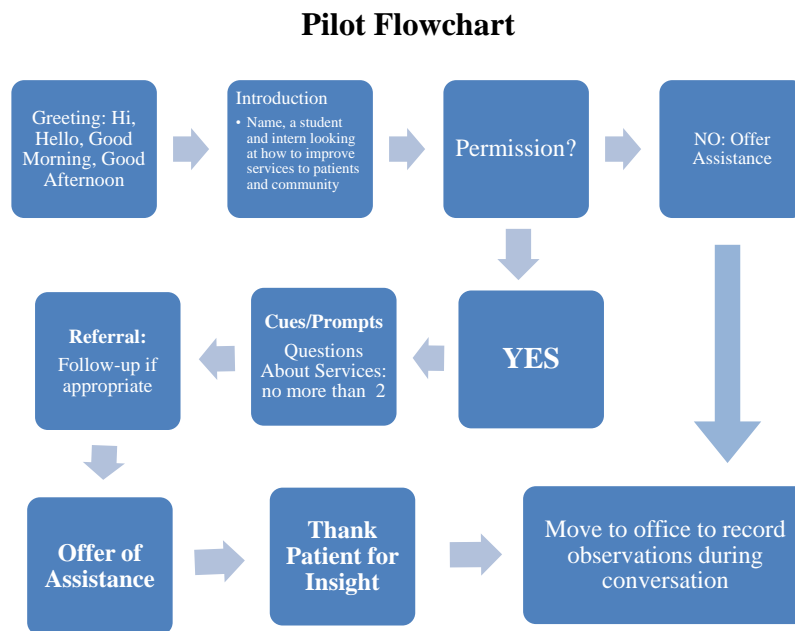 Pilot Flowchart
Greeting: Hi,
Hello, Good
Morning, Good
Afternoon
Introduction
• Name, a student
and intern looking
at how to improve
services to patients
and community
Permission?
NO: Offer
Assistance
YES
Cues/Prompts
Questions
About Services:
no more than 2
Referral:
Follow-up if
appropriate
Offer of
Assistance
Thank
Patient for
Insight
Move to office to record
observations during
conversation